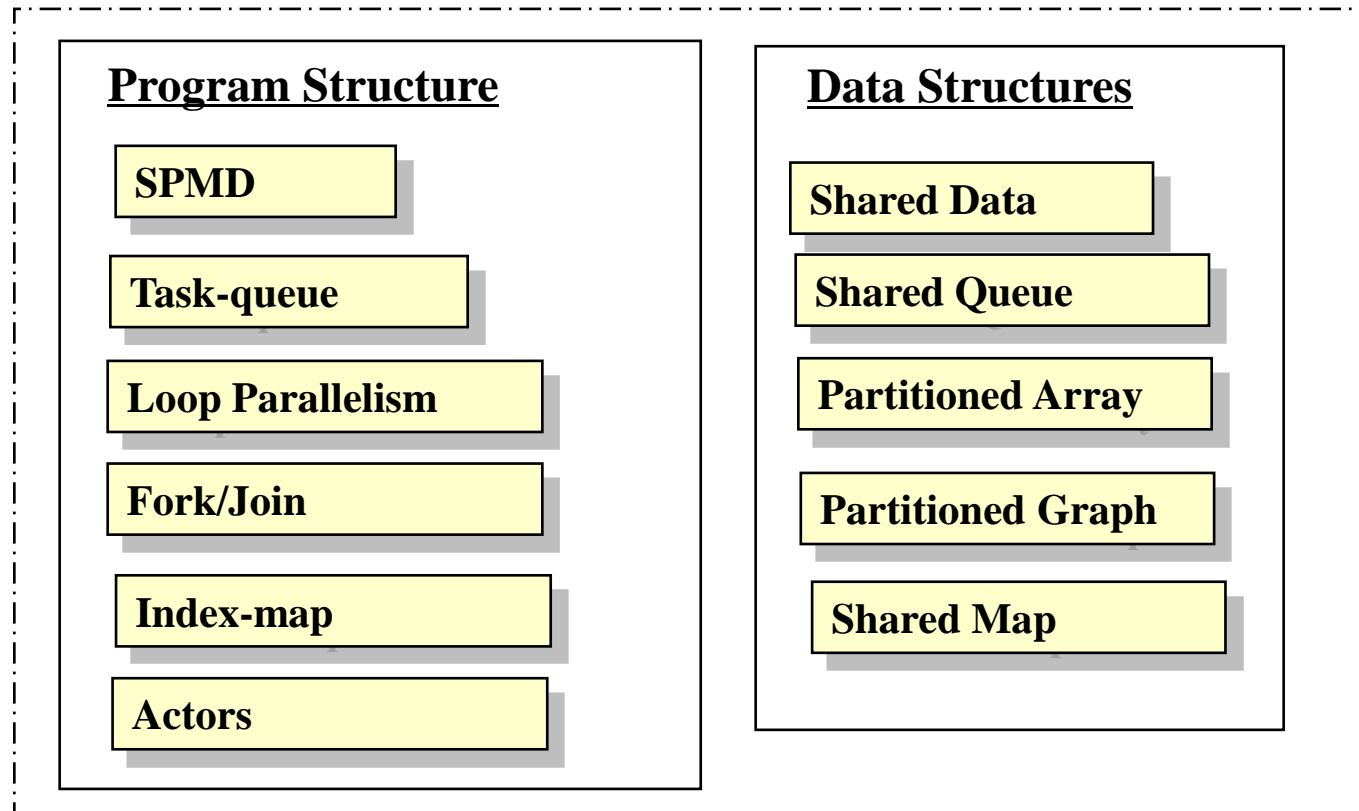 Program Structure
SPMD
Task-queue
Loop Parallelism
Fork/Join
Index-map
Actors
Data Structures
Shared Data
Shared Queue
Partitioned Array
Partitioned Graph
Shared Map